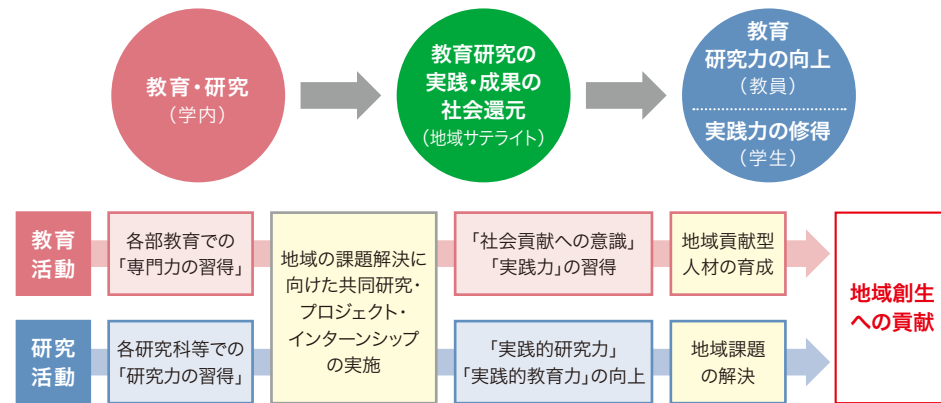 教育・研究
（学内）
教育研究の
実践・成果の
社会還元
（地域サテライト）
教育
研究力の向上
（教員）
実践力の修得
（学生）
教育
活動
各部教育での
「専門力の習得」
地域の課題解決に
向けた共同研究・
プロジェクト・
インターンシップ
の実施
「社会貢献への意識」
「実践力」の習得
地域貢献型
人材の育成
地域創生
への貢献
研究
活動
各研究科等での
「研究力の習得」
「実践的研究力」
「実践的教育力」の向上
地域課題
の解決